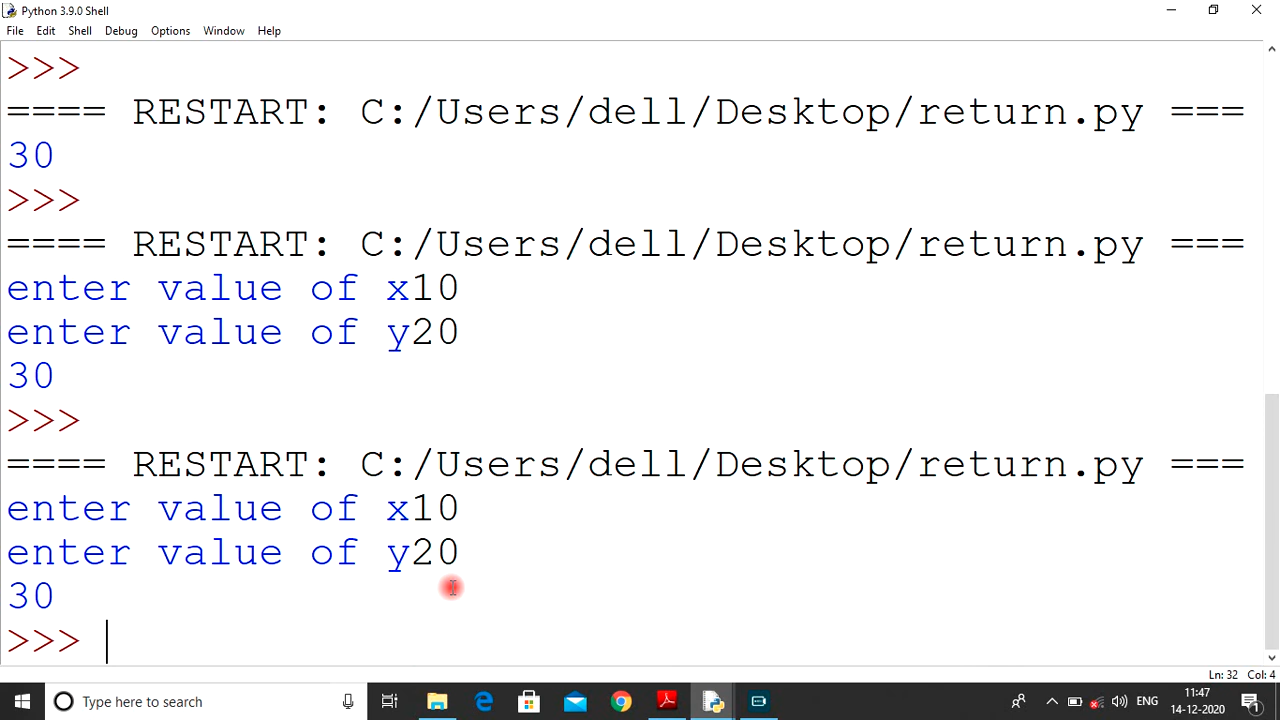 Python 3.9.0 Shell
File Edit Shell Debug Options Window Help
>>>
==== RESTART: C:/Users/dell/Desktop/return.py ===
30
>>>
==== RESTART: C:/Users/dell/Desktop/return.py ===
enter value of x10
enter value of y20
30
>>>
==== RESTART: C:/Users/dell/Desktop/return.py ===
enter value of x10
enter value of y20
30
>>>
Ln: 32 Col: 4
Type here to search
ENG
11:47
14-12-2020
1